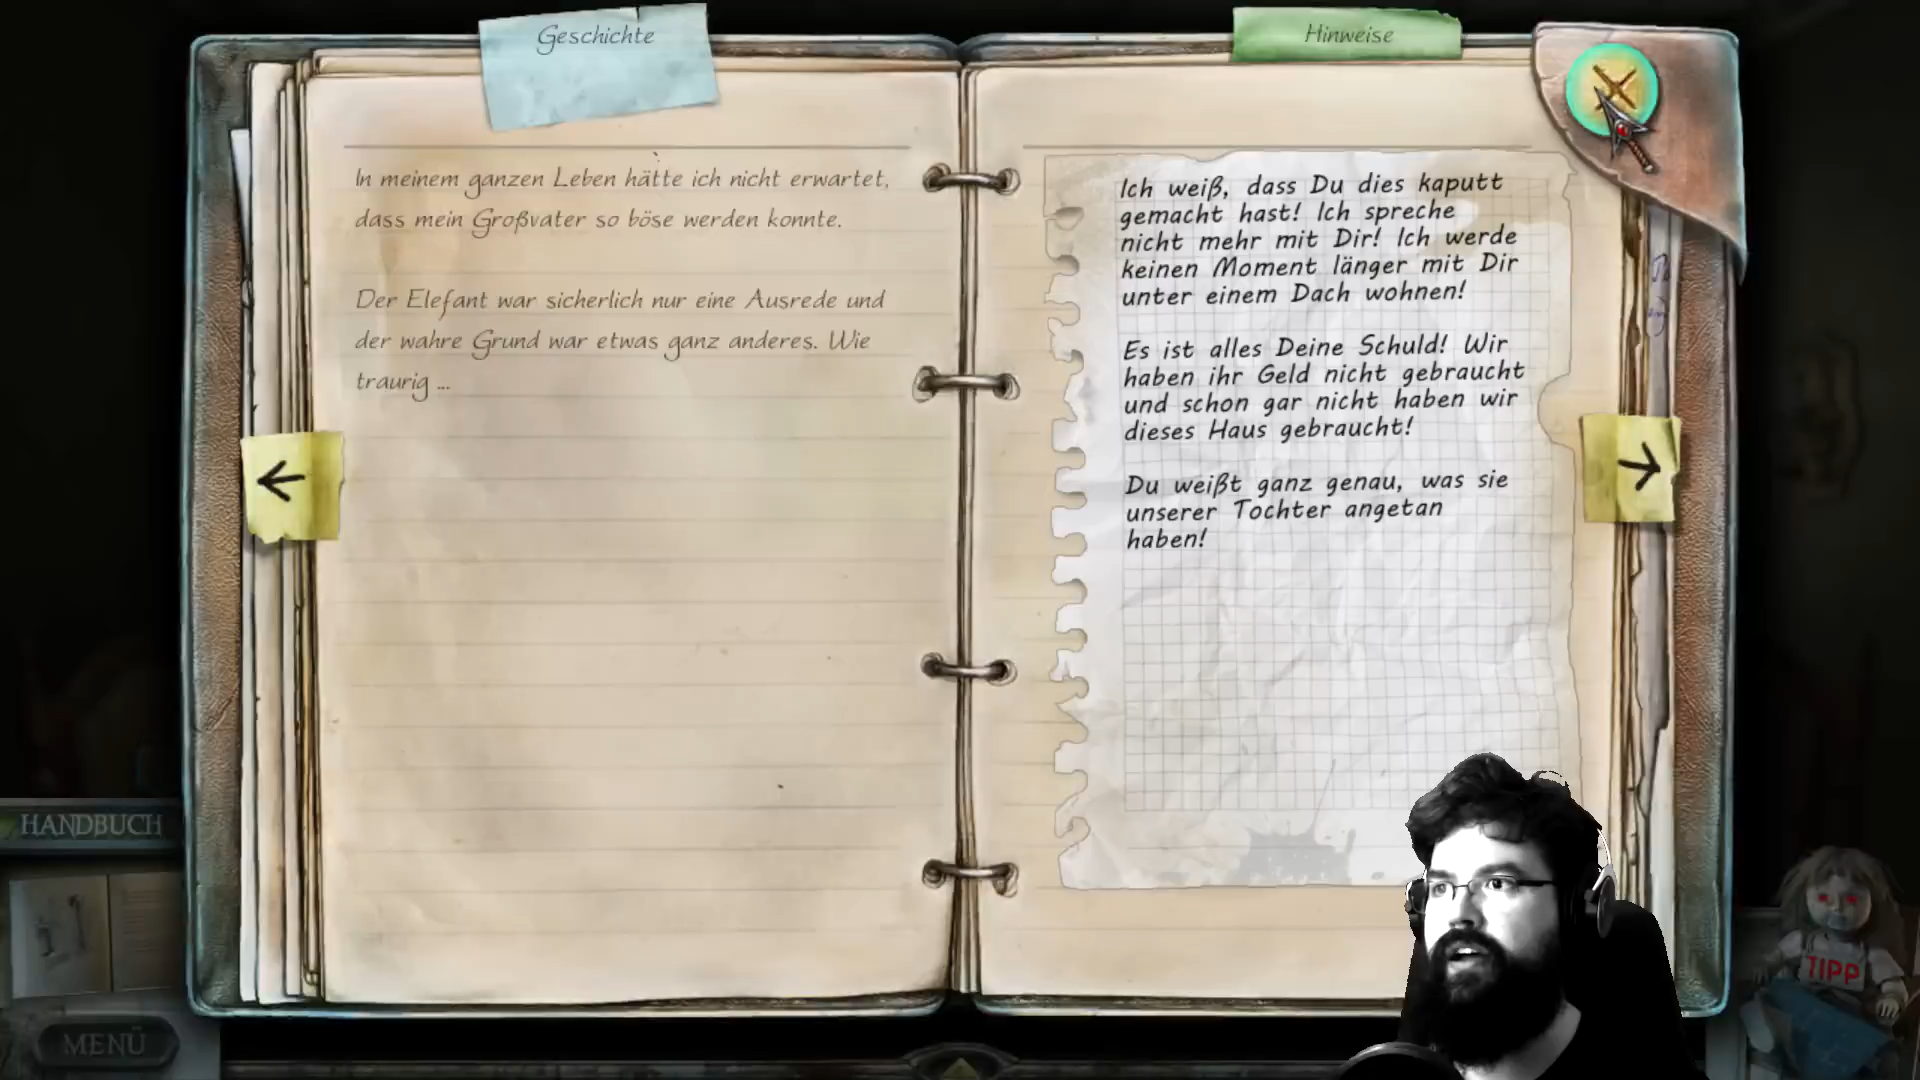 Geschichte
Hinweise
In meinem ganzen Leben hätte ich nicht erwartet,
dass mein Großvater so böse werden konnte.
Der Elefant war sicherlich nur eine Ausrede und
der wahre Grund war etwas ganz anderes. Wie
traurig ...
Ich weiß, dass Du dies kaputt
gemacht hast! Ich spreche
nicht mehr mit Dir! Ich werde
keinen Moment länger mit Dir
unter einem Dach wohnen!
Es ist alles Deine Schuld! Wir
haben ihr Geld nicht gebraucht
und schon gar nicht haben wir
dieses Haus gebraucht!
Du weißt ganz genau, was sie
unserer Tochter angetan
haben!
HANDBUCH
MENÜ
TIPP